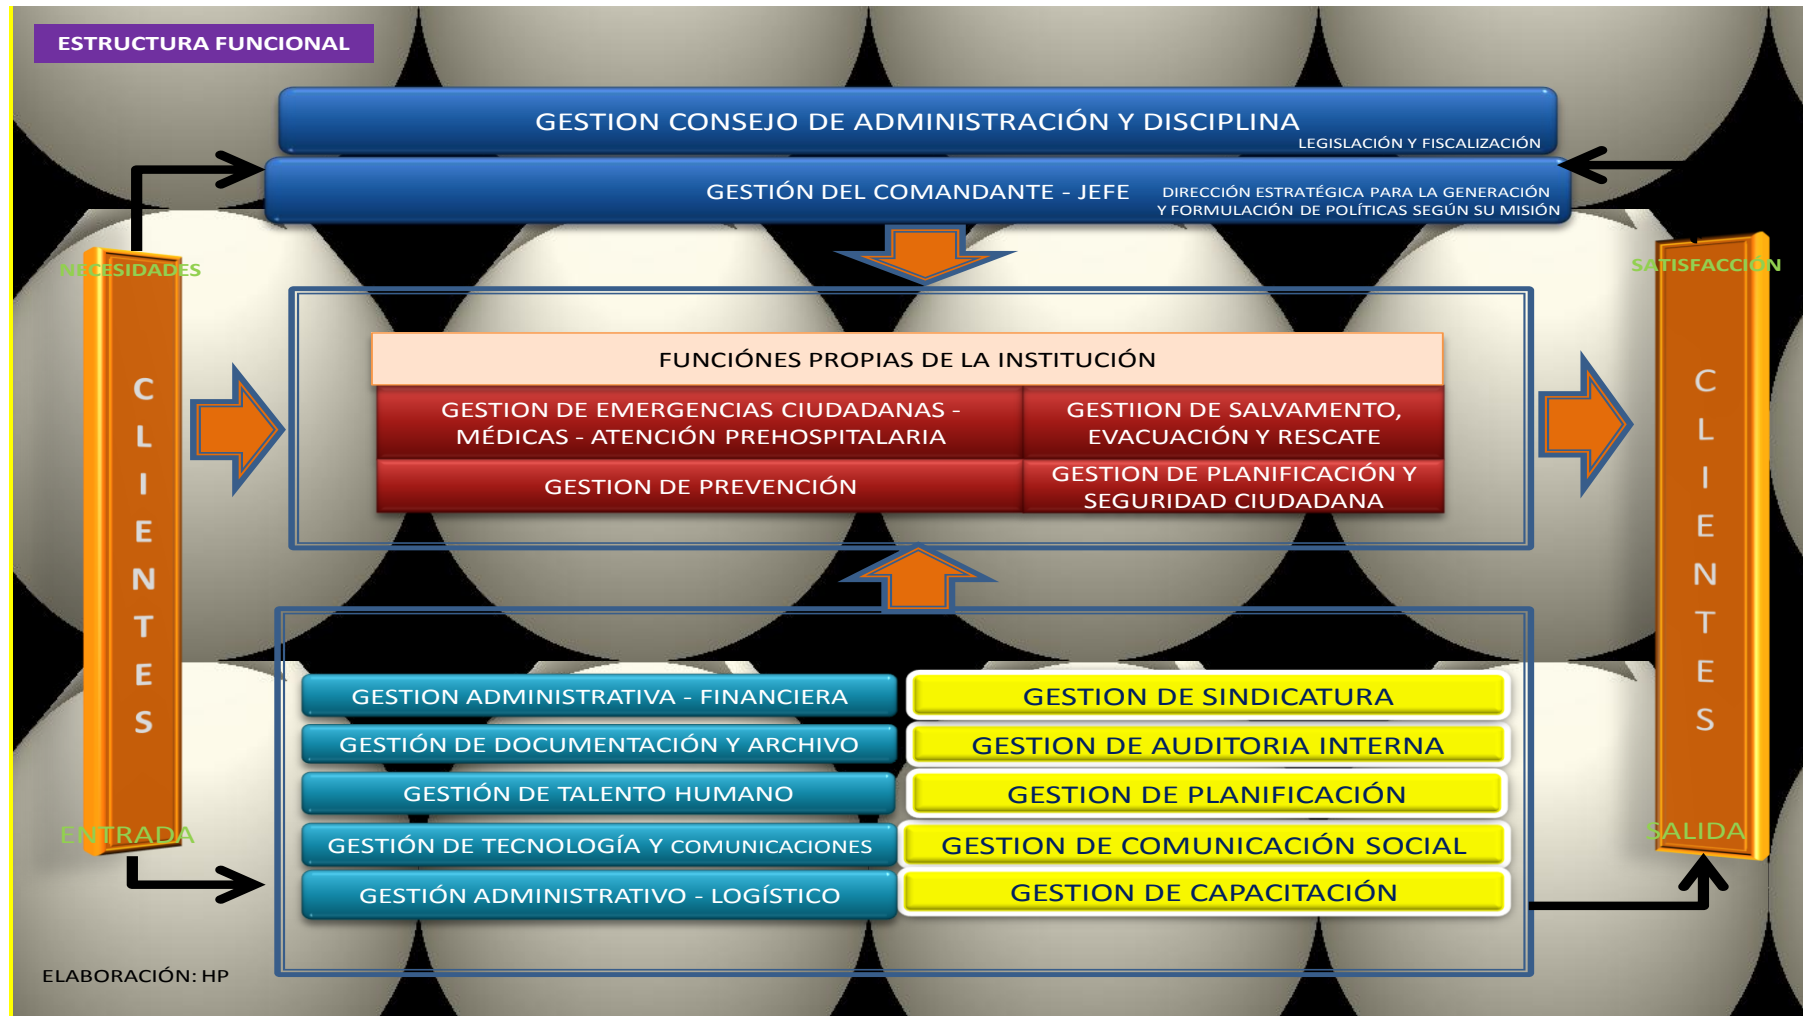 ESTRUCTURA FUNCIONAL
GESTION CONSEJO DE ADMINISTRACIÓN Y DISCIPLINA
LEGISLACIÓN Y FISCALIZACIÓN
GESTIÓN DEL COMANDANTE - JEFE
DIRECCIÓN ESTRATÉGICA PARA LA GENERACIÓN
Y FORMULACIÓN DE POLÍTICAS SEGÚN SU MISIÓN
NECESIDADES
CLIENTES
ENTRADA
FUNCIÓNES PROPIAS DE LA INSTITUCIÓN
GESTION DE EMERGENCIAS CIUDADANAS -
MÉDICAS - ATENCIÓN PREHOSPITALARIA
GESTIION DE SALVAMENTO,
EVACUACIÓN Y RESCATE
GESTION DE PREVENCIÓN
GESTION DE PLANIFICACIÓN Y
SEGURIDAD CIUDADANA
GESTION ADMINISTRATIVA - FINANCIERA
GESTIÓN DE DOCUMENTACIÓN Y ARCHIVO
GESTIÓN DE TALENTO HUMANO
GESTIÓN DE TECNOLOGÍA Y COMUNICACIONES
GESTIÓN ADMINISTRATIVO - LOGÍSTICO
GESTION DE SINDICATURA
GESTION DE AUDITORIA INTERNA
GESTION DE PLANIFICACIÓN
GESTION DE COMUNICACIÓN SOCIAL
GESTION DE CAPACITACIÓN
SATISFACCIÓN
CLIENTES
SALIDA
ELABORACIÓN: HP